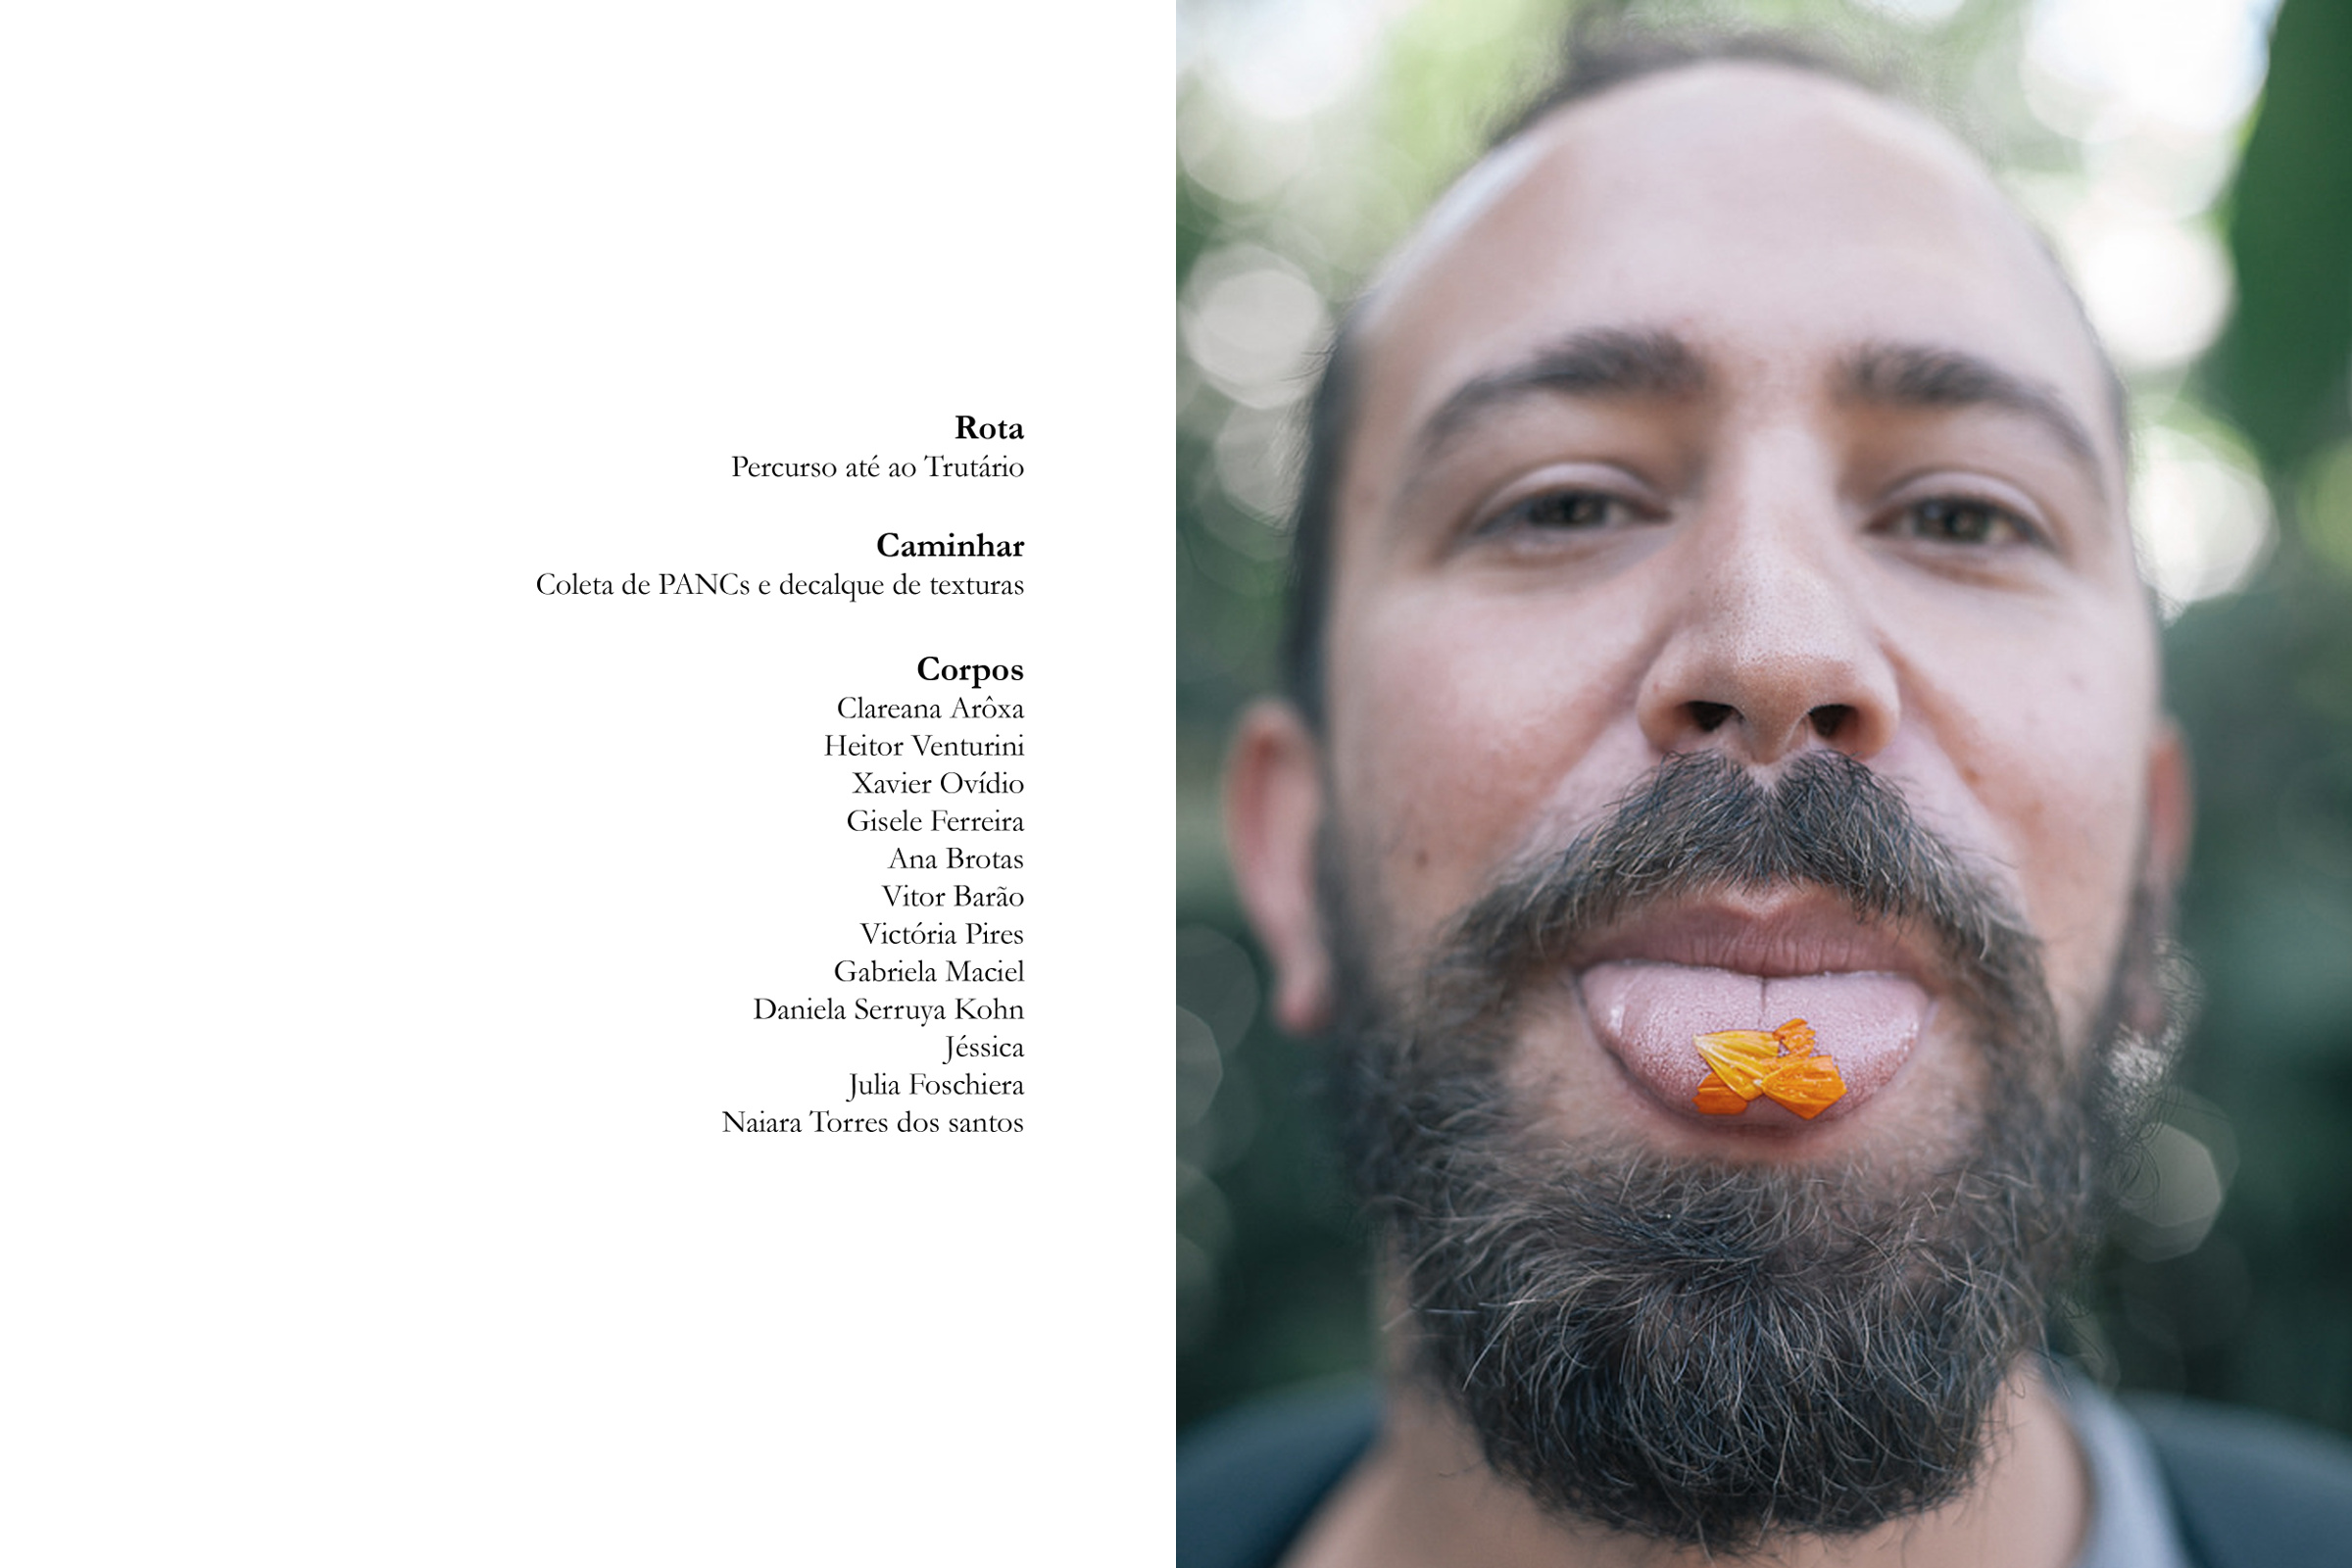 Rota
Percurso até ao Trutário
Caminhar
Coleta de PANCs e decalque de texturas
Corpos
Clareana Arôxa
Heitor Venturini
Xavier Ovídio
Gisele Ferreira
Ana Brotas
Vitor Barão
Victória Pires
Gabriela Maciel
Daniela Serruya Kohn
Jéssica
Julia Foschiera
Naiara Torres dos santos